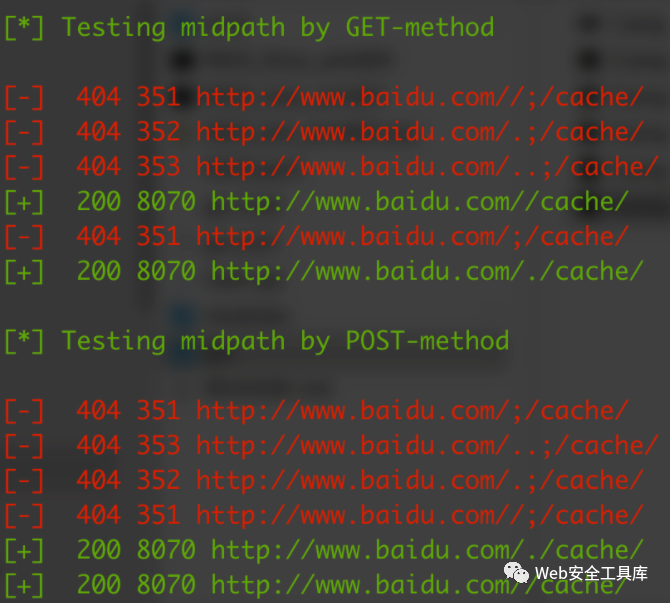 [*] Testing midpath by GET-method
[-] 404 351 http://www.baidu.com//;/cache/
[-] 404 352 http://www.baidu.com/.;/cache/
[-] 404 353 http://www.baidu.com/..;/cache/
[+] 200 8070 http://www.baidu.com//cache/
[-] 404 351 http://www.baidu.com/;/cache/
[+] 200 8070 http://www.baidu.com/./cache/
[*] Testing midpath by POST-method
[-] 404 351 http://www.baidu.com/;/cache/
[-] 404 353 http://www.baidu.com/..;/cache/
[-] 404 352 http://www.baidu.com/.;/cache/
[-] 404 351 http://www.baidu.com//;/cache/
[+] 200 8070 http://www.baidu.com/./cache/
[+] 200 8070 http://www.baidu.com//cache/
Web安全工具库